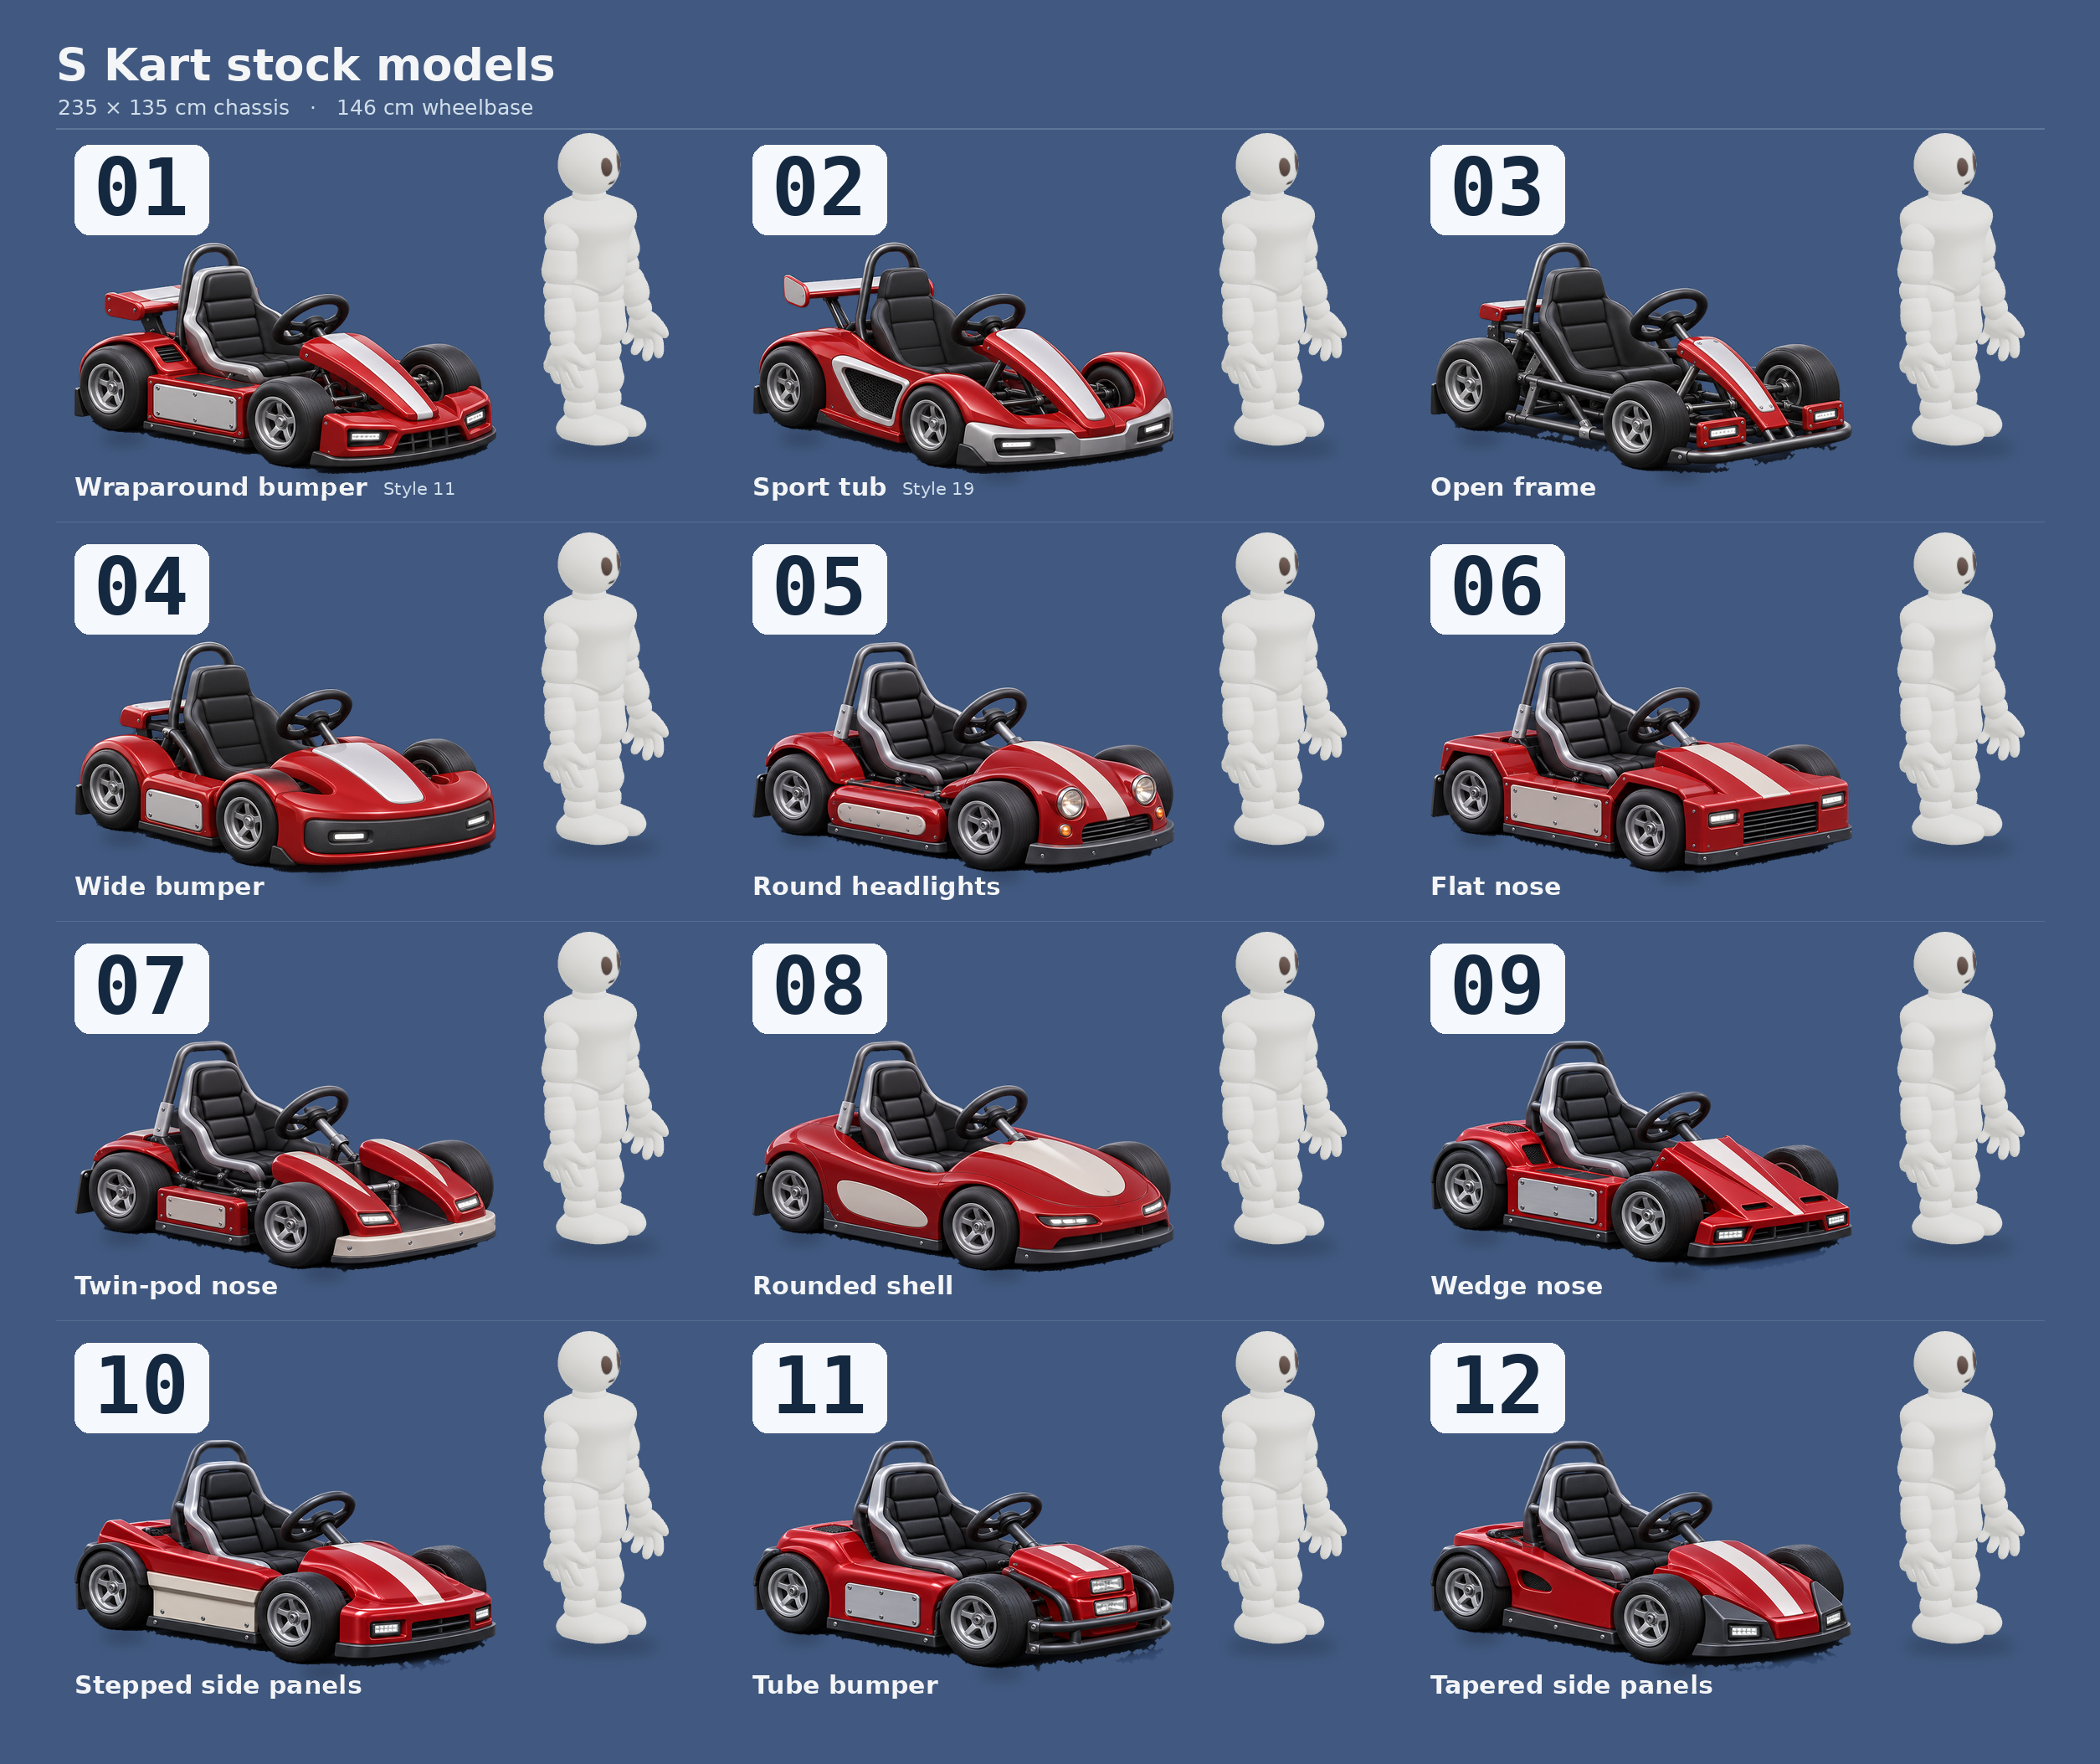 S Kart stock models
235 × 135 cm chassis · 146 cm wheelbase
01
02
03
Wraparound bumper Style 11
Sport tub Style 19
Open frame
04
05
06
Wide bumper
Round headlights
Flat nose
07
08
09
Twin-pod nose
Rounded shell
Wedge nose
10
11
12
Stepped side panels
Tube bumper
Tapered side panels